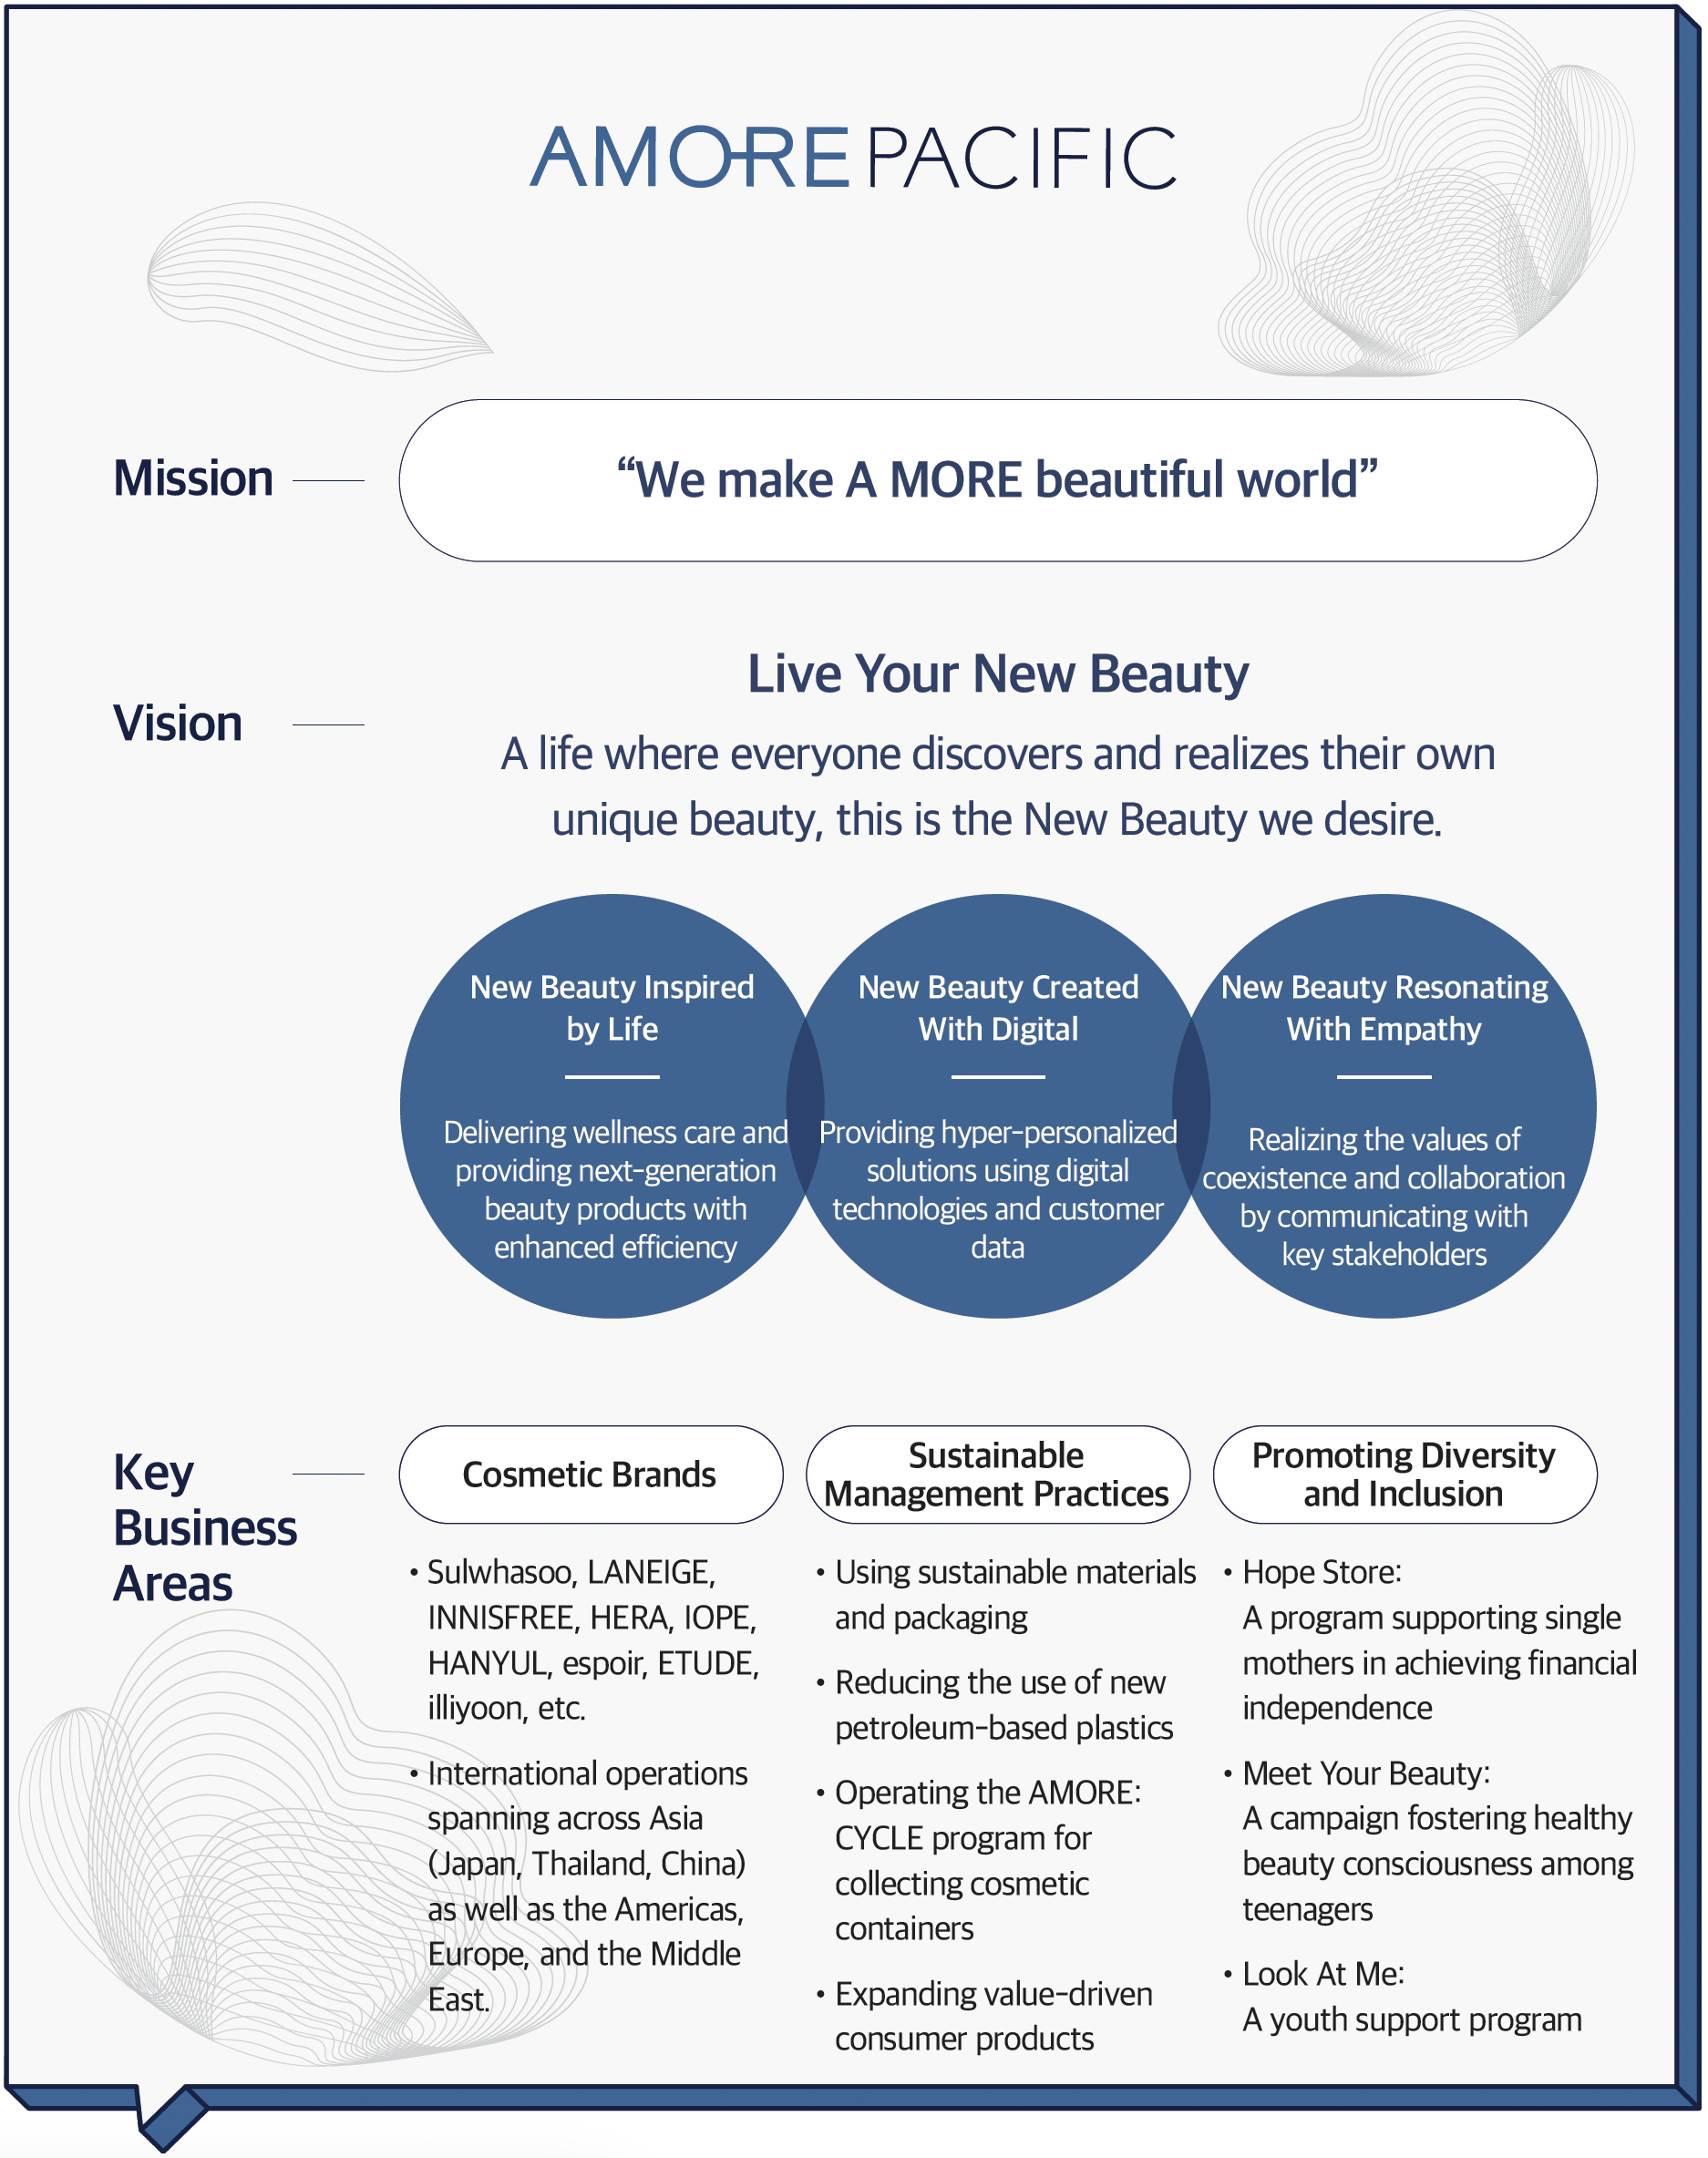 AMOREPACIFIC
Mission
“We make A MORE beautiful world”
Vision
Live Your New Beauty
A life where everyone discovers and realizes their own
unique beauty, this is the New Beauty we desire.
New Beauty Inspired
by Life
Delivering wellness care and
providing next-generation
beauty products with
enhanced efficiency
New Beauty Created
With Digital
Providing hyper-personalized
solutions using digital
technologies and customer
data
New Beauty Resonating
With Empathy
Realizing the values of
coexistence and collaboration
by communicating with
key stakeholders
Key
Business
Areas
Cosmetic Brands
• Sulwhasoo, LANEIGE,
INNISFREE, HERA, IOPE,
HANYUL, espoir, ETUDE,
illiyoon, etc.
• International operations
spanning across Asia
(Japan, Thailand, China)
as well as the Americas,
Europe, and the Middle
East.
Sustainable
Management Practices
• Using sustainable materials
and packaging
• Reducing the use of new
petroleum-based plastics
• Operating the AMORE:
CYCLE program for
collecting cosmetic
containers
• Expanding value-driven
consumer products
Promoting Diversity
and Inclusion
• Hope Store:
A program supporting single
mothers in achieving financial
independence
• Meet Your Beauty:
A campaign fostering healthy
beauty consciousness among
teenagers
• Look At Me:
A youth support program